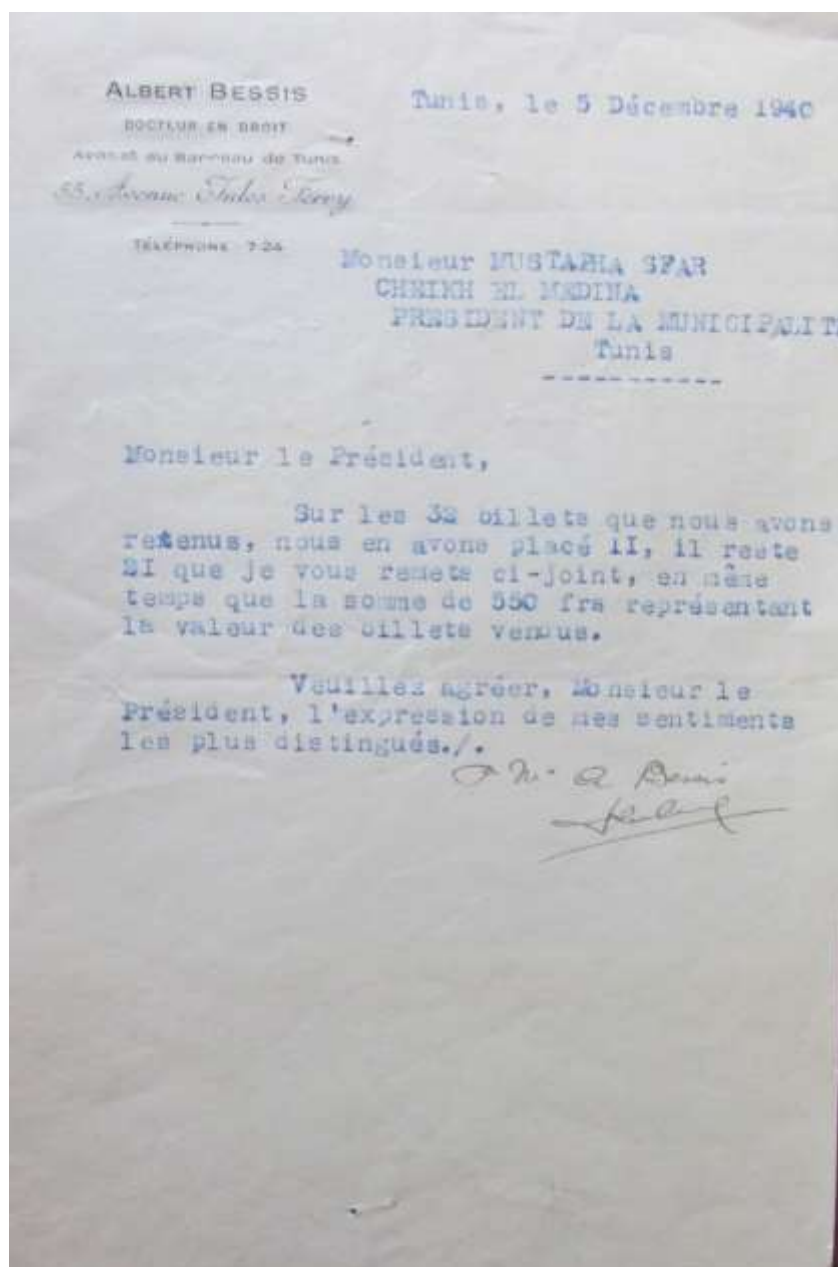 ALBERT BESSIS
DOCTEUR EN DROIT
Avocat au Barreau de Tunis
55, Avenue Jules Ferry
TÉLÉPHONE 7-24
Tunis, le 5 Décembre 1940
Monsieur MUSTAPHA SFAR
CHEIKH EL MEDINA
PRESIDENT DE LA MUNICIPALITE
Tunis
-----------
Monsieur le Président,
Sur les 32 billets que nous avons
retenus, nous en avons placé II, il reste
2I que je vous remets ci-joint, en même
temps que la somme de 550 frs représentant
la valeur des billets vendus.
Veuillez agréer, Monsieur le
Président, l'expression de mes sentiments
les plus distingués./.
A Bessis